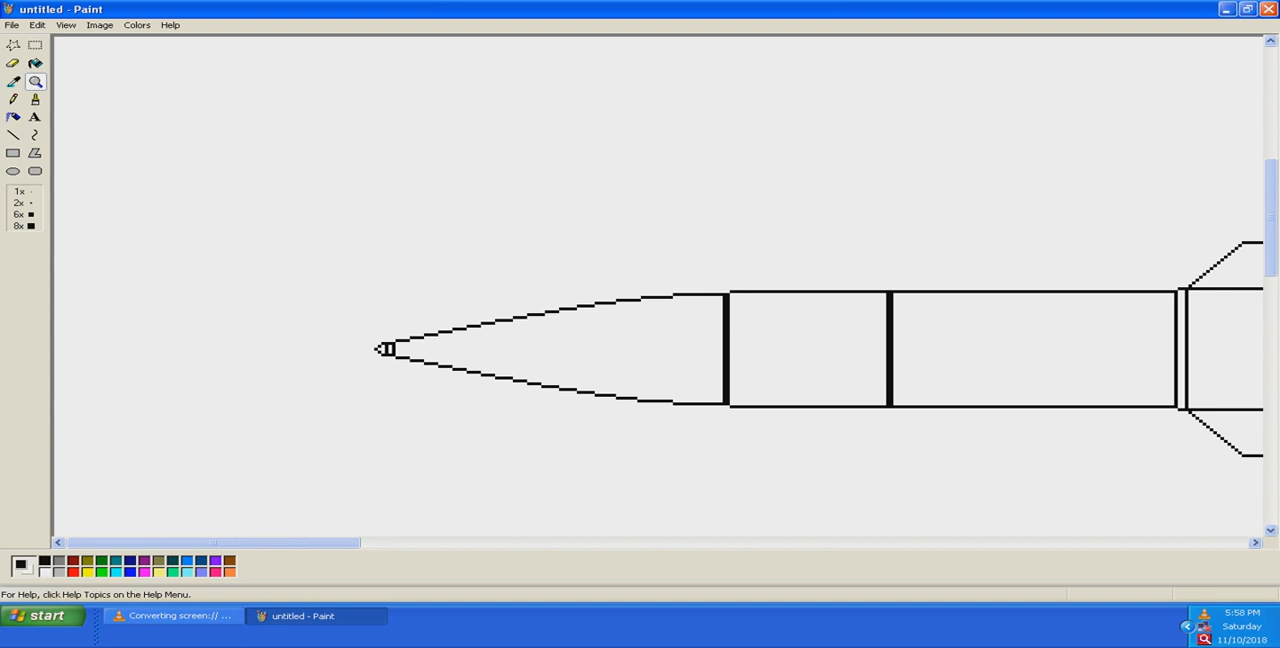 untitled - Paint
File Edit View Image Colors Help
A
1x
2x
6x
8x
For Help, click Help Topics on the Help Menu.
start
Converting screen:// ...
untitled - Paint
5:58 PM
Saturday
11/10/2018